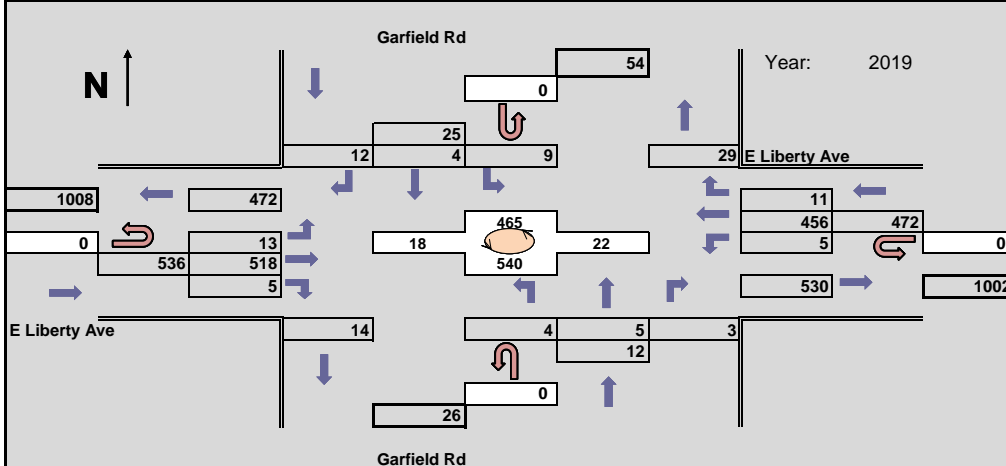 Garfield Rd
54
Year: 2019
N
0
25
12 4 9 29 E Liberty Ave
1008 472 11
465 456 472
0 13 18 22 5 0
536 518 540
5 530 1002
E Liberty Ave 14 4 5 3
12
0
26
Garfield Rd